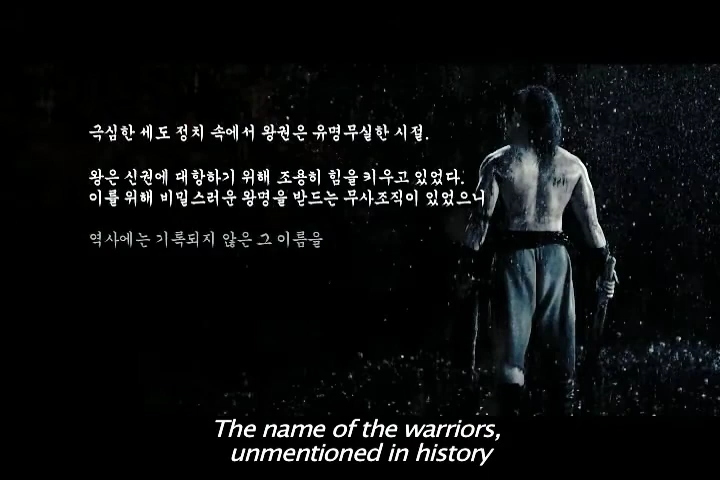 극심한 세도 정치 속에서 왕권은 유명무실한 시절.
왕은 신권에 대항하기 위해 조용히 힘을 키우고 있었다.
이를 위해 비밀스러운 왕명을 받드는 무사조직이 있었으니
역사에는 기록되지 않은 그 이름을
The name of the warriors,
unmentioned in history